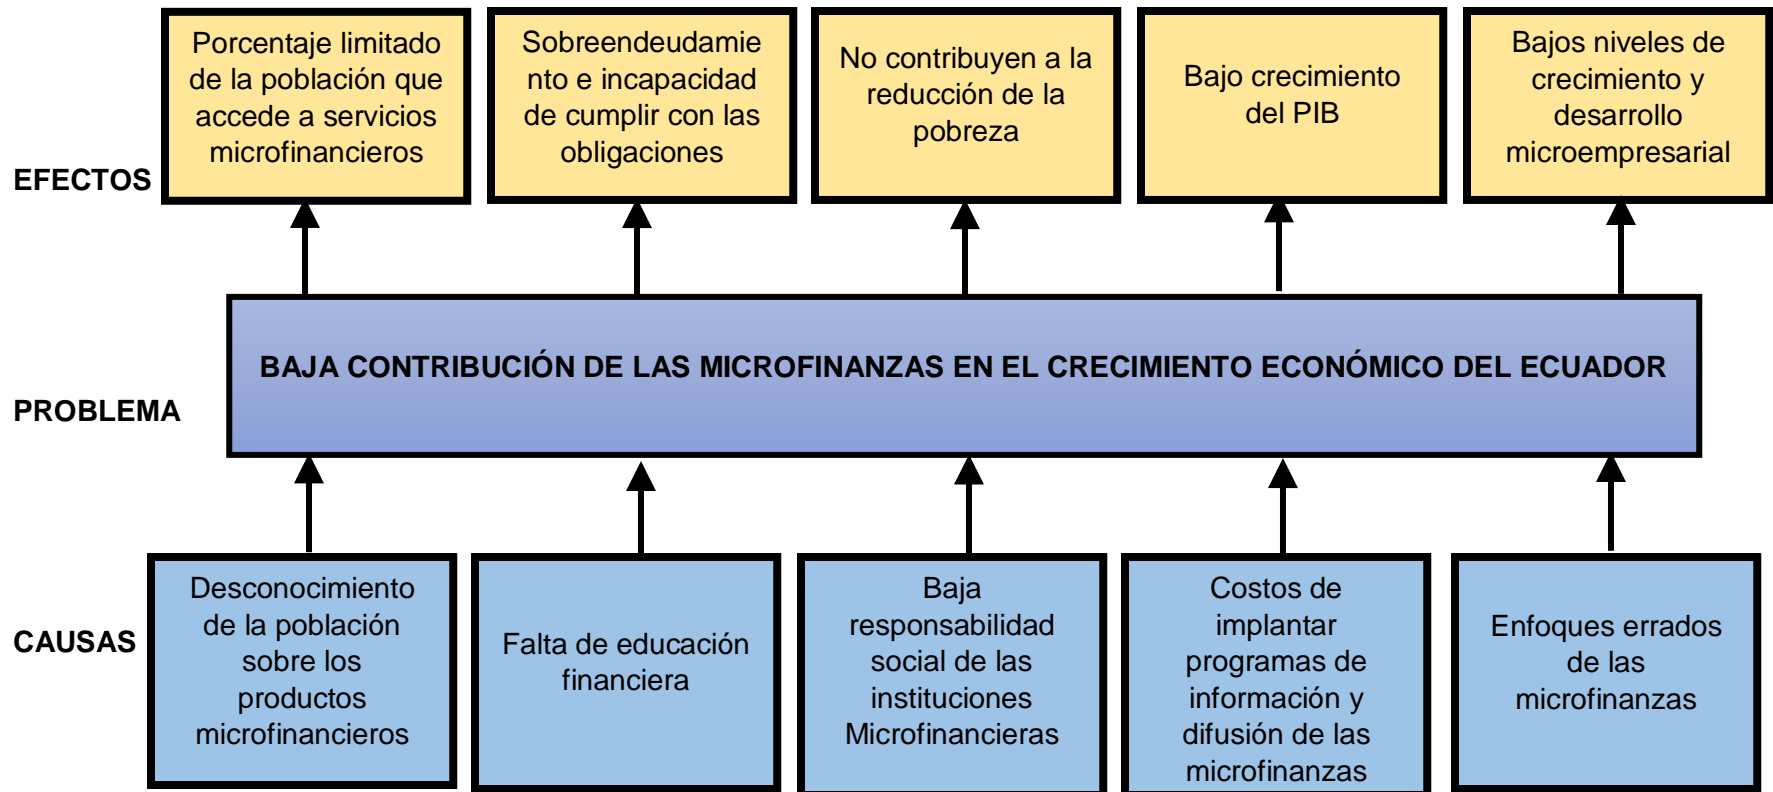 Porcentaje limitado
de la población que
accede a servicios
microfinancieros
Sobreendeudamie
nto e incapacidad
de cumplir con las
obligaciones
No contribuyen a la
reducción de la
pobreza
Bajo crecimiento
del PIB
Bajos niveles de
crecimiento y
desarrollo
microempresarial
EFECTOS
BAJA CONTRIBUCIÓN DE LAS MICROFINANZAS EN EL CRECIMIENTO ECONÓMICO DEL ECUADOR
PROBLEMA
CAUSAS
Desconocimiento
de la población
sobre los
productos
microfinancieros
Falta de educación
financiera
Baja
responsabilidad
social de las
instituciones
Microfinancieras
Costos de
implantar
programas de
información y
difusión de las
microfinanzas
Enfoques errados
de las
microfinanzas